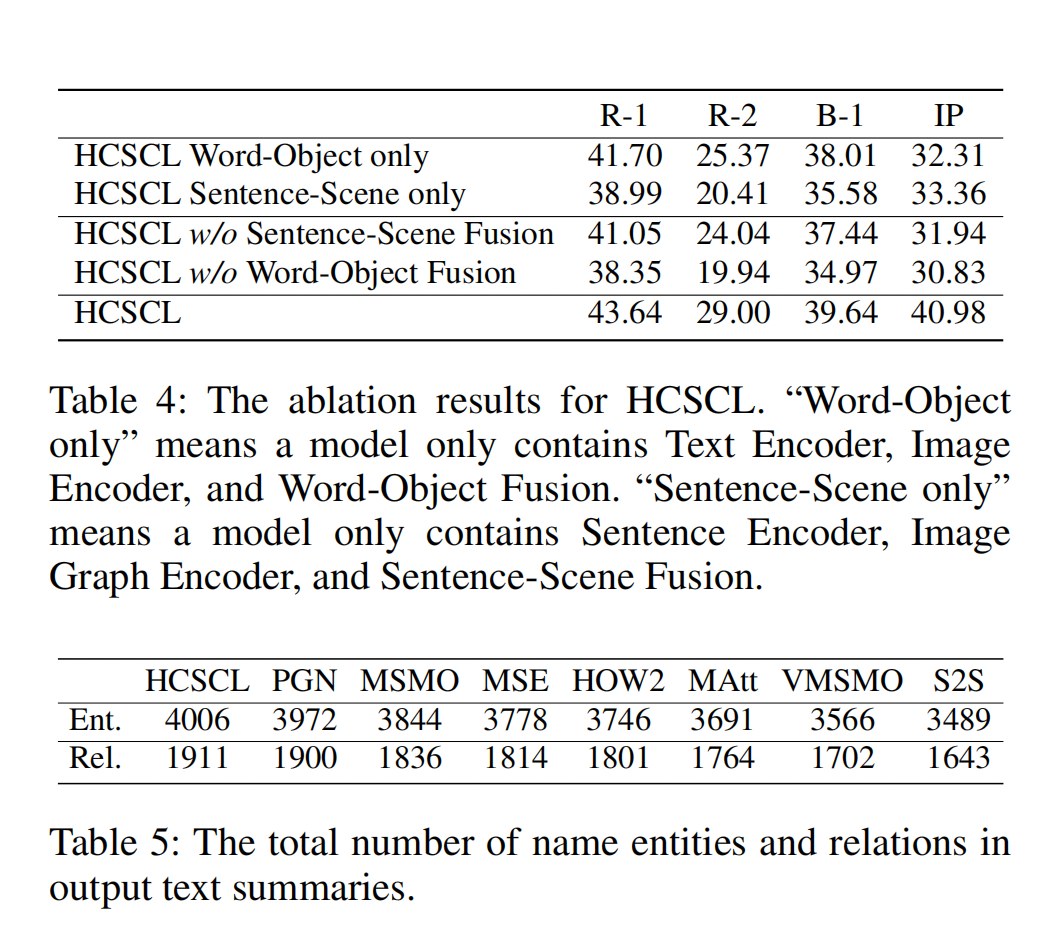 R-1 R-2 B-1 IP
HCSCL Word-Object only 41.70 25.37 38.01 32.31
HCSCL Sentence-Scene only 38.99 20.41 35.58 33.36
HCSCL w/o Sentence-Scene Fusion 41.05 24.04 37.44 31.94
HCSCL w/o Word-Object Fusion 38.35 19.94 34.97 30.83
HCSCL 43.64 29.00 39.64 40.98
Table 4: The ablation results for HCSCL. “Word-Object
only” means a model only contains Text Encoder, Image
Encoder, and Word-Object Fusion. “Sentence-Scene only”
means a model only contains Sentence Encoder, Image
Graph Encoder, and Sentence-Scene Fusion.
HCSCL PGN MSMO MSE HOW2 MAtt VMSMO S2S
Ent. 4006 3972 3844 3778 3746 3691 3566 3489
Rel. 1911 1900 1836 1814 1801 1764 1702 1643
Table 5: The total number of name entities and relations in
output text summaries.